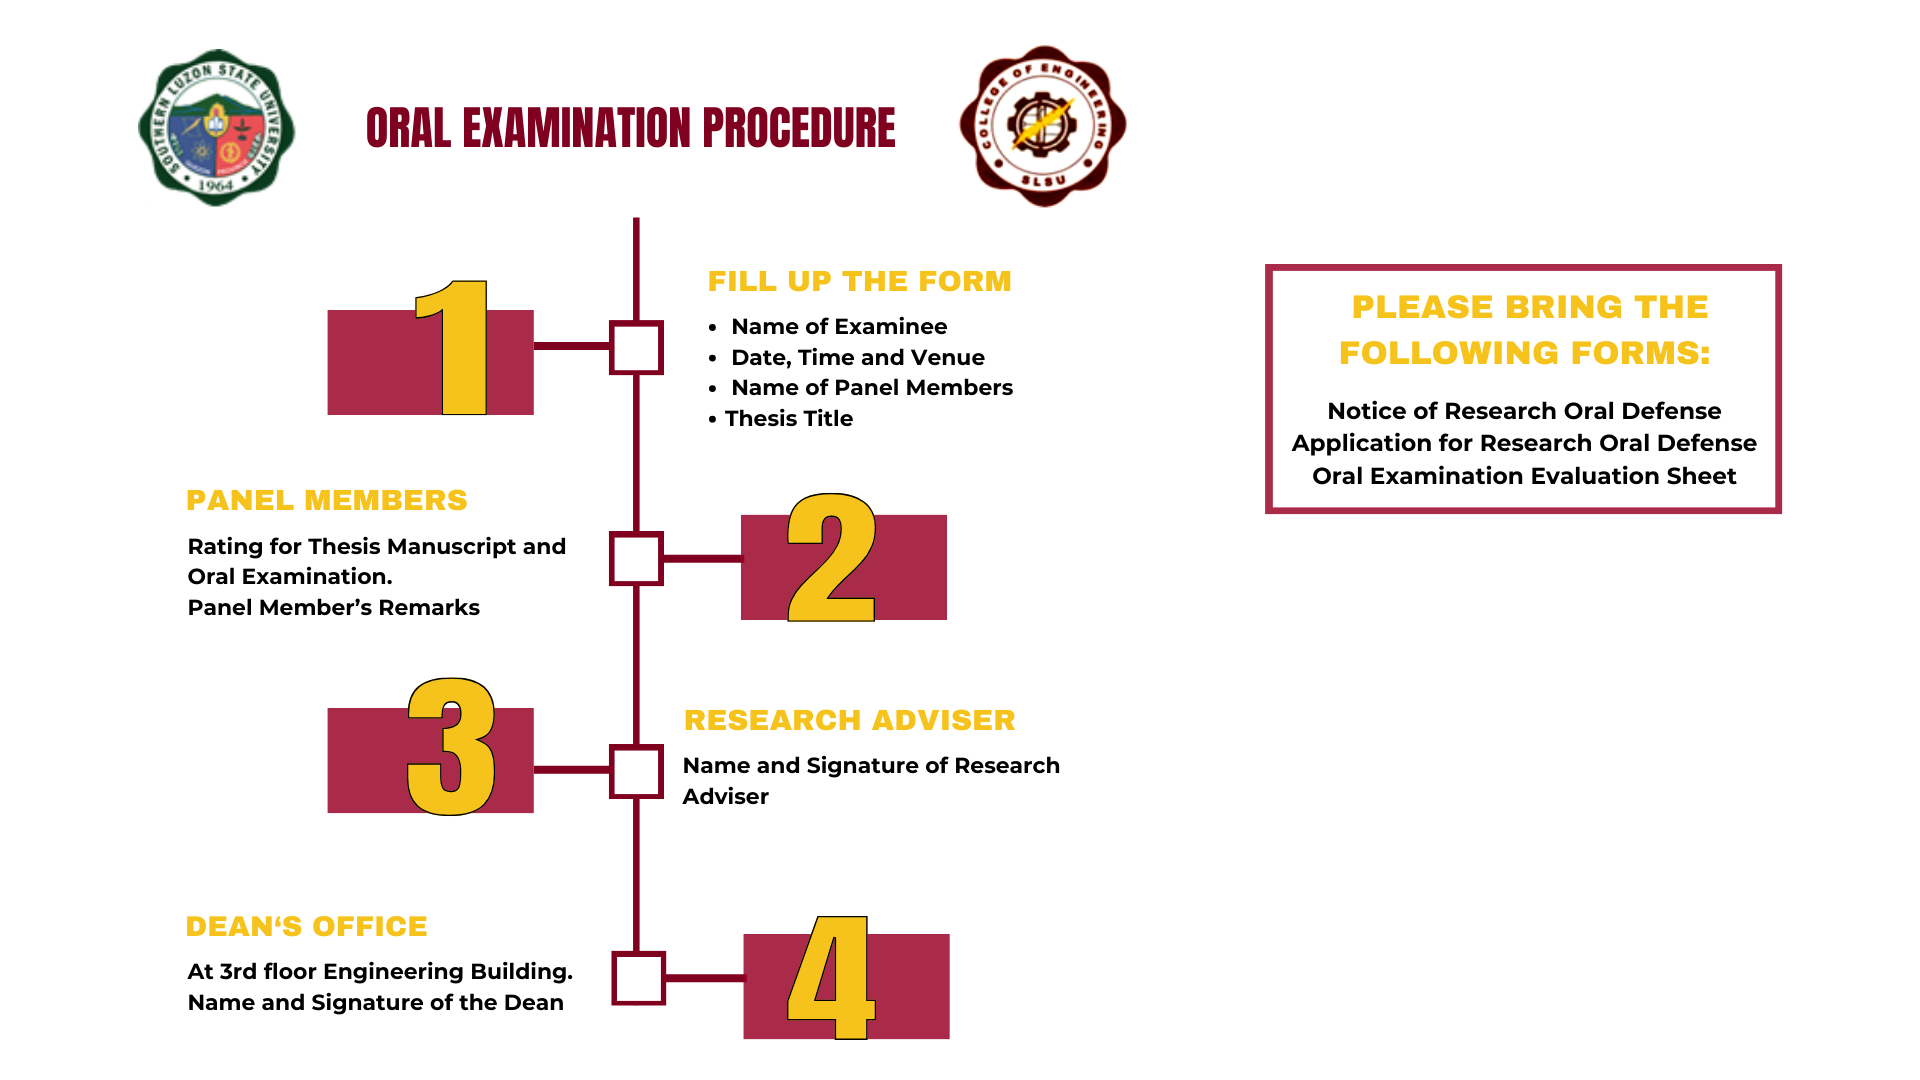 SOUTHERN LUZON STATE UNIVERSITY
1964
ORAL EXAMINATION PROCEDURE
COLLEGE OF ENGINEERING
SLSU
1
FILL UP THE FORM
• Name of Examinee
• Date, Time and Venue
• Name of Panel Members
• Thesis Title
PANEL MEMBERS
Rating for Thesis Manuscript and
Oral Examination.
Panel Member’s Remarks
2
3
RESEARCH ADVISER
Name and Signature of Research
Adviser
DEAN‘S OFFICE
At 3rd floor Engineering Building.
Name and Signature of the Dean
4
PLEASE BRING THE
FOLLOWING FORMS:
Notice of Research Oral Defense
Application for Research Oral Defense
Oral Examination Evaluation Sheet